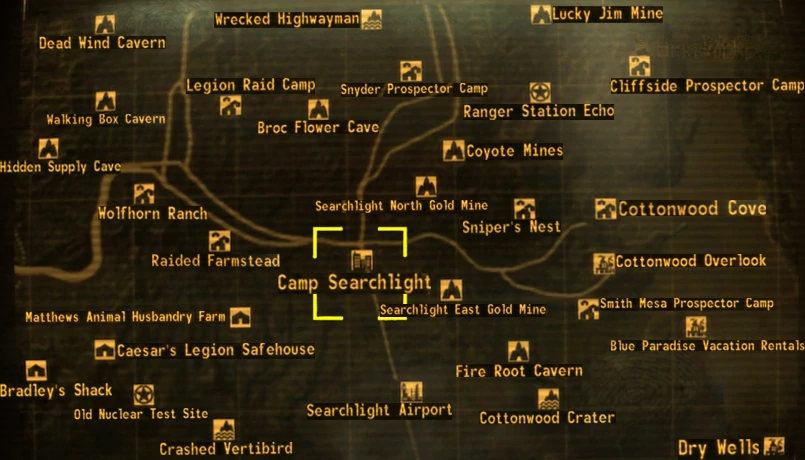 Wrecked Highwayman
Lucky Jim Mine
Dead Wind Cavern
Legion Raid Camp
Snyder Prospector Camp
Cliffside Prospector Camp
Walking Box Cavern
Broc Flower Cave
Ranger Station Echo
Coyote Mines
Hidden Supply Cave
Searchlight North Gold Mine
Cottonwood Cove
Wolfhorn Ranch
Sniper's Nest
Raided Farmstead
Cottonwood Overlook
Camp Searchlight
Smith Mesa Prospector Camp
Searchlight East Gold Mine
Matthews Animal Husbandry Farm
Blue Paradise Vacation Rentals
Caesar's Legion Safehouse
Fire Root Cavern
Bradley's Shack
Old Nuclear Test Site
Searchlight Airport
Cottonwood Crater
Crashed Vertibird
Dry Wells